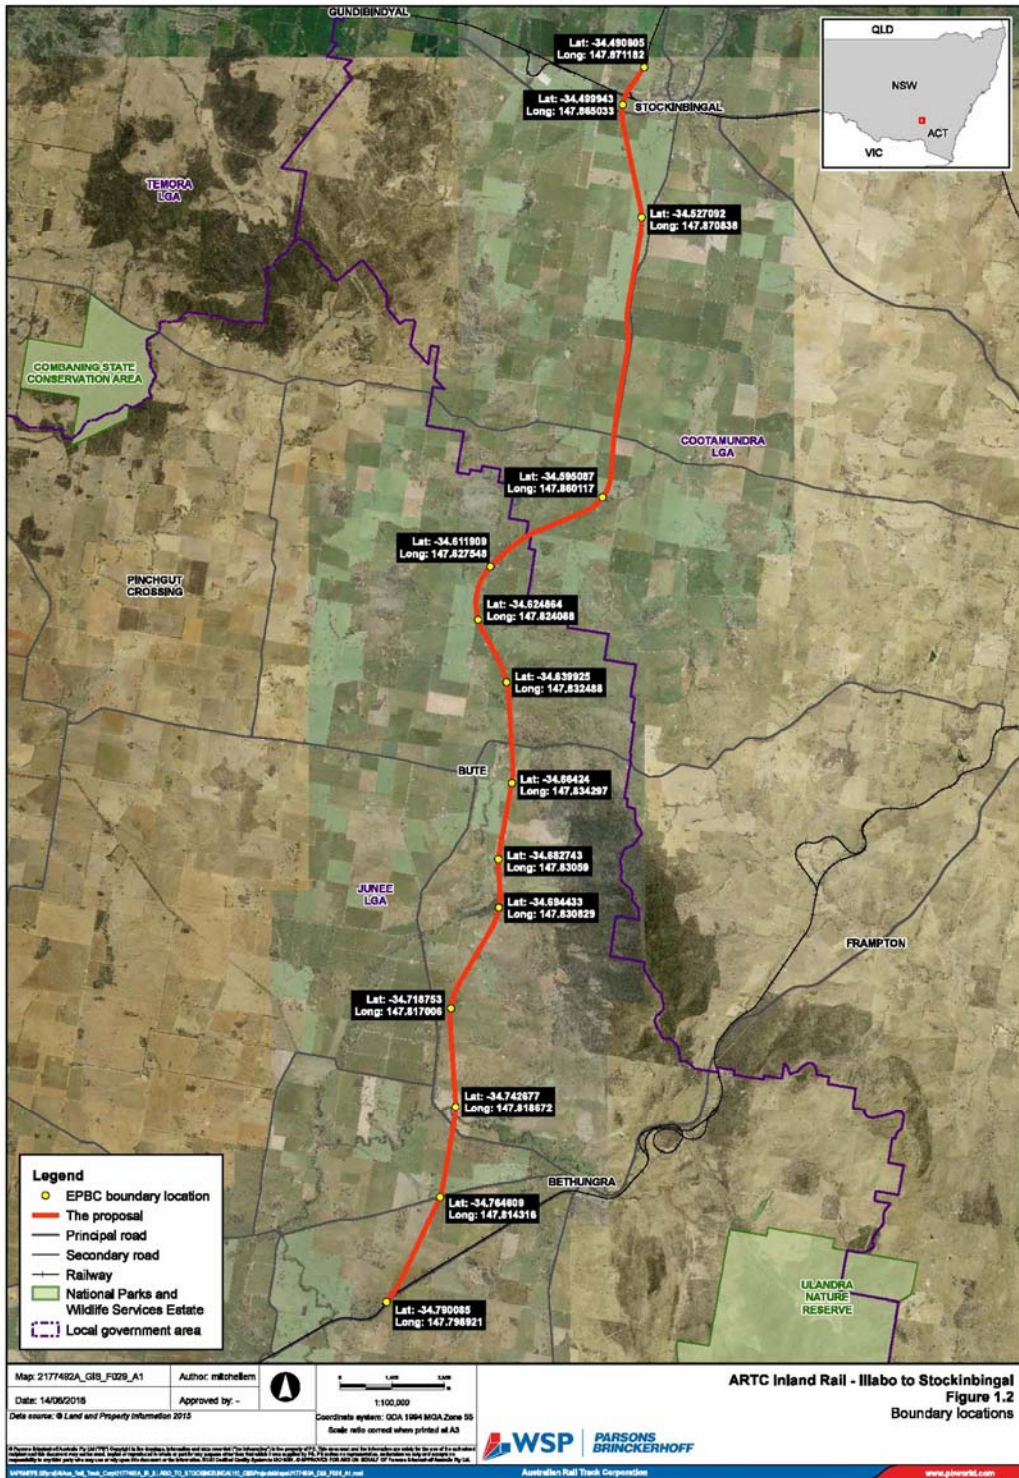 GUNDIBINDYAL
Lat: -34.490805
Long: 147.871182
QLD
NSW
ACT
VIC
Lat: -34.499943
Long: 147.865033
STOCKINBINGAL
TEMORA
LGA
Lat: -34.527092
Long: 147.870838
COMBANING STATE
CONSERVATION AREA
COOTAMUNDRA
LGA
Lat: -34.595087
Long: 147.860117
Lat: -34.611909
Long: 147.827548
PINCHGUT
CROSSING
Lat: -34.624864
Long: 147.824088
Lat: -34.639925
Long: 147.832488
BUTE
Lat: -34.66424
Long: 147.834297
Lat: -34.682743
Long: 147.83059
JUNEE
LGA
Lat: -34.694433
Long: 147.830829
FRAMPTON
Lat: -34.718753
Long: 147.817006
Lat: -34.742677
Long: 147.818672
BETHUNGRA
Lat: -34.764609
Long: 147.814316
ULANDRA
NATURE
RESERVE
Lat: -34.790085
Long: 147.798921
Legend
EPBC boundary location
The proposal
Principal road
Secondary road
Railway
National Parks and
Wildlife Services Estate
Local government area
Map: 2177492A_GIS_F029_A1
Author: mitchellem
Date: 14/06/2016
Approved by: -
Data source: © Land and Property Information 2015
1:100,000
Coordinate system: GDA 1994 MGA Zone 55
Scale ratio correct when printed at A3
WSP
PARSONS
BRINCKERHOFF
ARTC Inland Rail - Illabo to Stockinbingal
Figure 1.2
Boundary locations
Australian Rail Track Corporation
www.pbworld.com